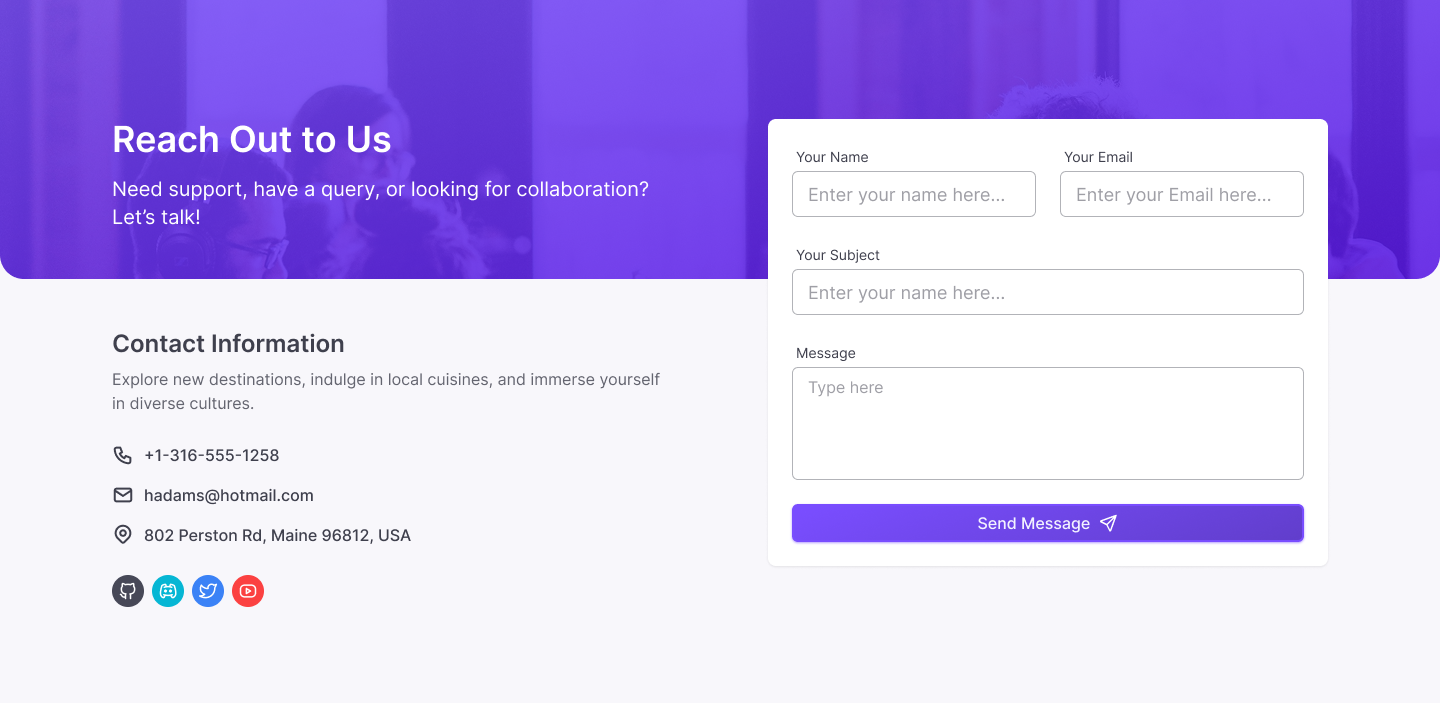 Reach Out to Us
Need support, have a query, or looking for collaboration?
Let’s talk!
Contact Information
Explore new destinations, indulge in local cuisines, and immerse yourself
in diverse cultures.
+1-316-555-1258
hadams@hotmail.com
802 Perston Rd, Maine 96812, USA
Your Name
Enter your name here...
Your Email
Enter your Email here...
Your Subject
Enter your name here...
Message
Type here
Send Message